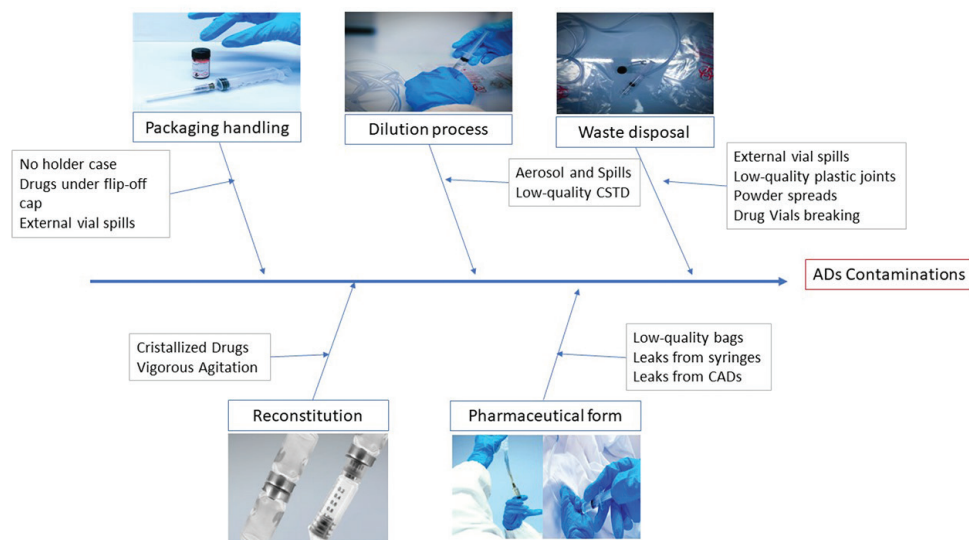 Packaging handling
Dilution process
Waste disposal
No holder case
Drugs under flip-off
cap
External vial spills
Aerosol and Spills
Low-quality CSTD
External vial spills
Low-quality plastic joints
Powder spreads
Drug Vials breaking
ADs Contaminations
Cristallized Drugs
Vigorous Agitation
Low-quality bags
Leaks from syringes
Leaks from CADs
Reconstitution
Pharmaceutical form